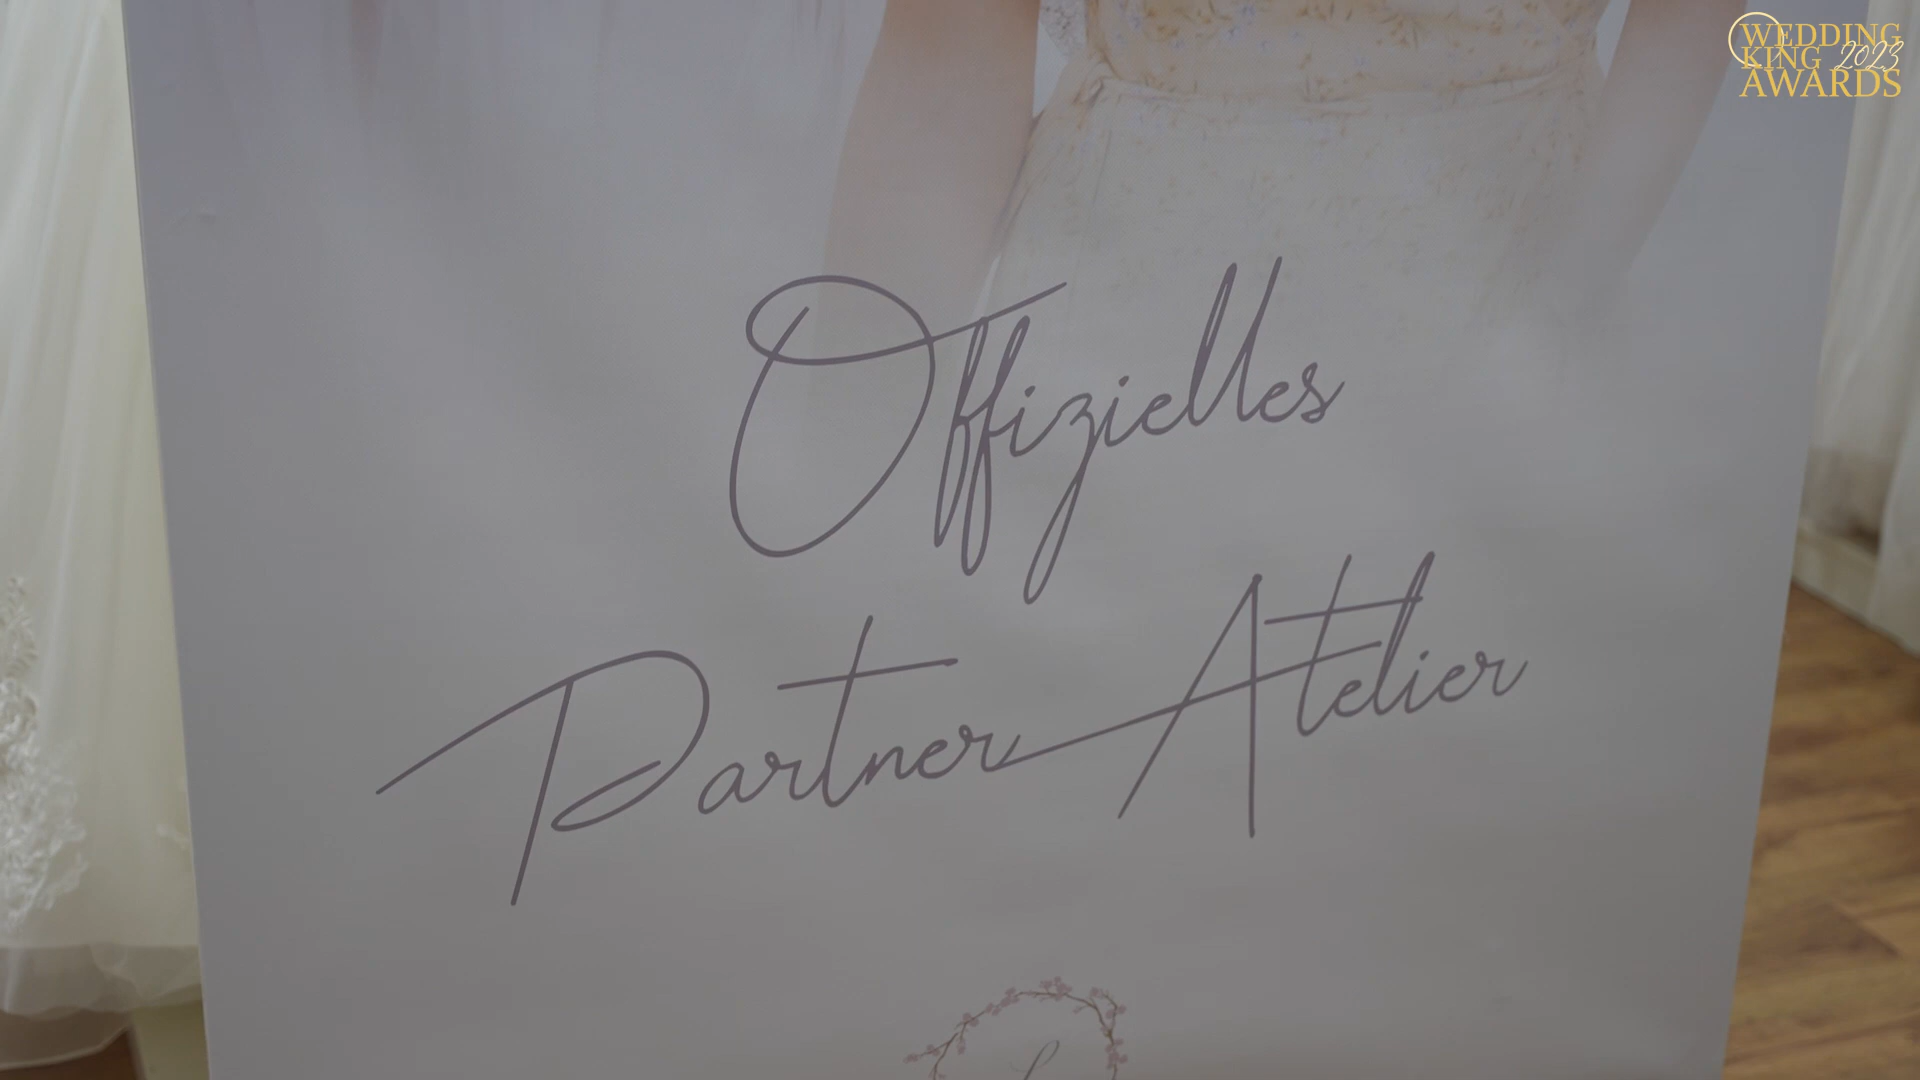 WEDDING
KING 2023
AWARDS
Offizielles
Partner Atelier